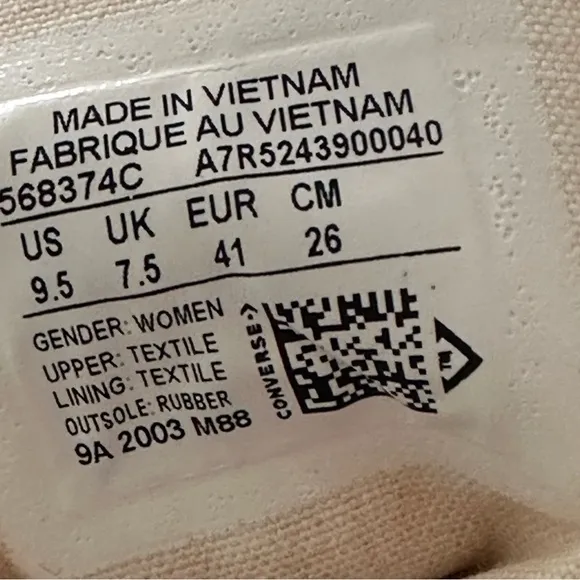 MADE IN VIETNAM
FABRIQUE AU VIETNAM
568374C A7R5243900040
US UK EUR CM
9.5 7.5 41 26
GENDER: WOMEN
UPPER: TEXTILE
LINING: TEXTILE
OUTSOLE: RUBBER
9A 2003 M88
CONVERSE>